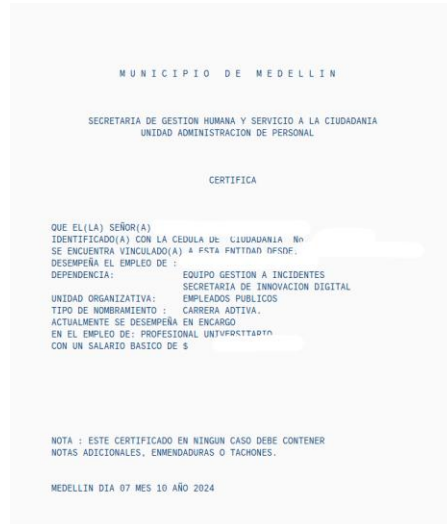 MUNICIPIO DE MEDELLIN
SECRETARIA DE GESTION HUMANA Y SERVICIO A LA CIUDADANIA
UNIDAD ADMINISTRACION DE PERSONAL
CERTIFICA
QUE EL(LA) SEÑOR(A)
IDENTIFICADO(A) CON LA CEDULA DE CIUDADANIA No
SE ENCUENTRA VINCULADO(A) A ESTA ENTIDAD DESDE.
DESEMPEÑA EL EMPLEO DE :
DEPENDENCIA: EQUIPO GESTION A INCIDENTES
SECRETARIA DE INNOVACION DIGITAL
UNIDAD ORGANIZATIVA: EMPLEADOS PUBLICOS
TIPO DE NOMBRAMIENTO : CARRERA ADTIVA.
ACTUALMENTE SE DESEMPEÑA EN ENCARGO
EN EL EMPLEO DE: PROFESIONAL UNIVERSITARIO
CON UN SALARIO BASICO DE $
NOTA : ESTE CERTIFICADO EN NINGUN CASO DEBE CONTENER
NOTAS ADICIONALES, ENMENDADURAS O TACHONES.
MEDELLIN DIA 07 MES 10 AÑO 2024